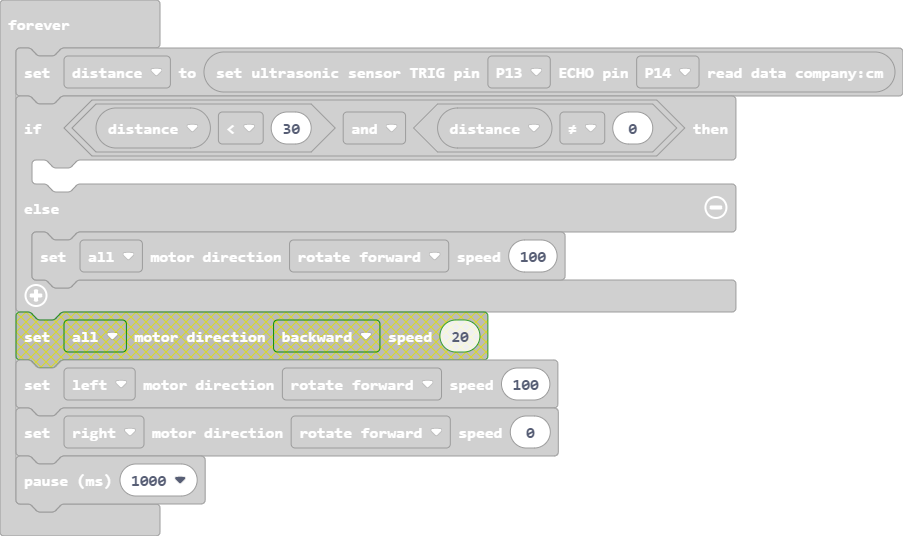 forever
set distance to set ultrasonic sensor TRIG pin P13 ECHO pin P14 read data company:cm
if distance < 30 and distance ≠ 0 then
else
set all motor direction rotate forward speed 100
set all motor direction backward speed 20
set left motor direction rotate forward speed 100
set right motor direction rotate forward speed 0
pause (ms) 1000